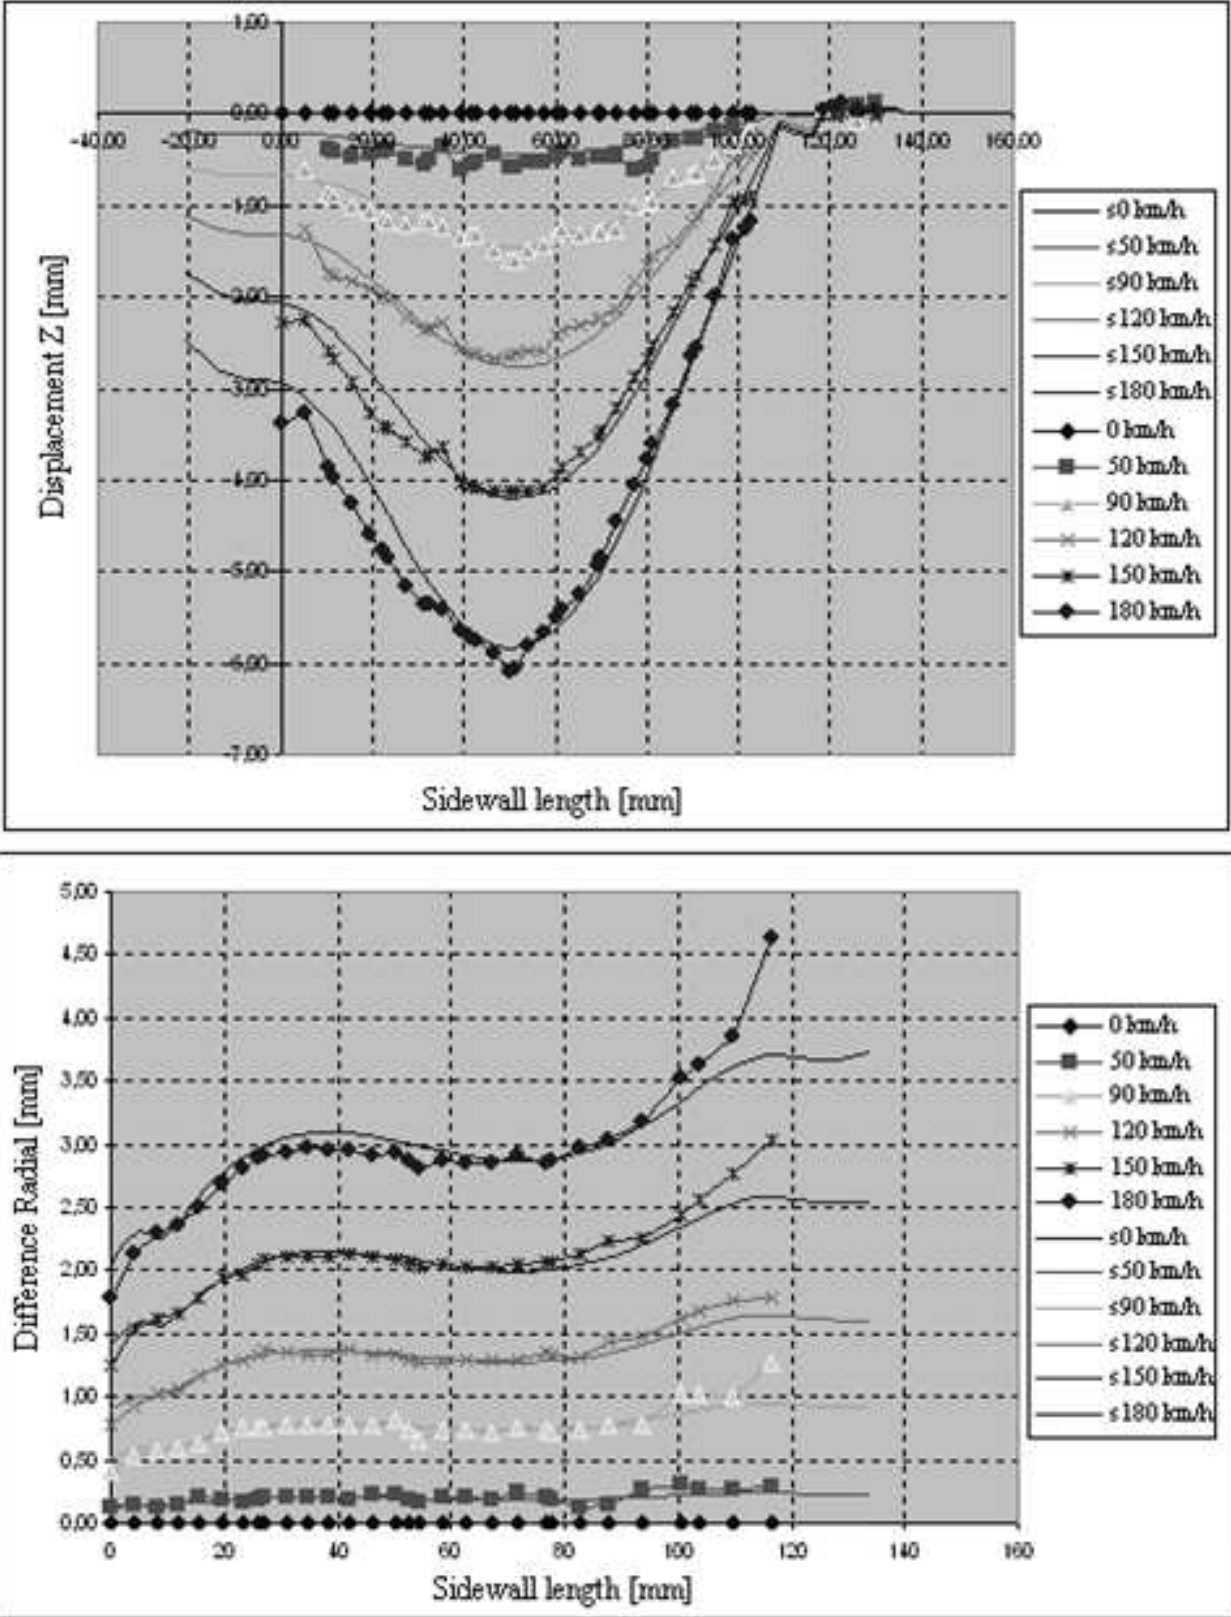 1,00
0,00
-40,00 -20,00 0,00 20,00 40,00 60,00 80,00 100,00 120,00 140,00 160,00
-1,00
-2,00
-3,00
-4,00
-5,00
-6,00
-7,00
Displacement Z [mm]
Sidewall length [mm]
s0 km/h
s50 km/h
s90 km/h
s120 km/h
s150 km/h
s180 km/h
0 km/h
50 km/h
90 km/h
120 km/h
150 km/h
180 km/h
5,00
4,50
4,00
3,50
3,00
2,50
2,00
1,50
1,00
0,50
0,00
0 20 40 60 80 100 120 140 160
Difference Radial [mm]
Sidewall length [mm]
0 km/h
50 km/h
90 km/h
120 km/h
150 km/h
180 km/h
s0 km/h
s50 km/h
s90 km/h
s120 km/h
s150 km/h
s180 km/h